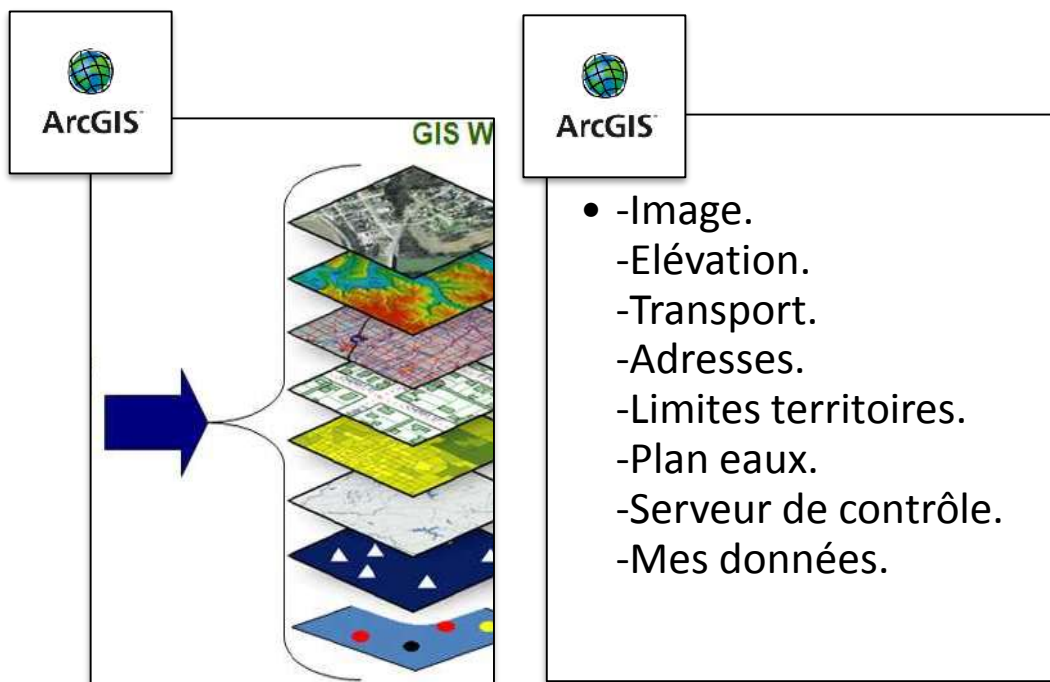 ArcGIS
GIS W
ArcGIS
• -Image.
-Elévation.
-Transport.
-Adresses.
-Limites territoires.
-Plan eaux.
-Serveur de contrôle.
-Mes données.